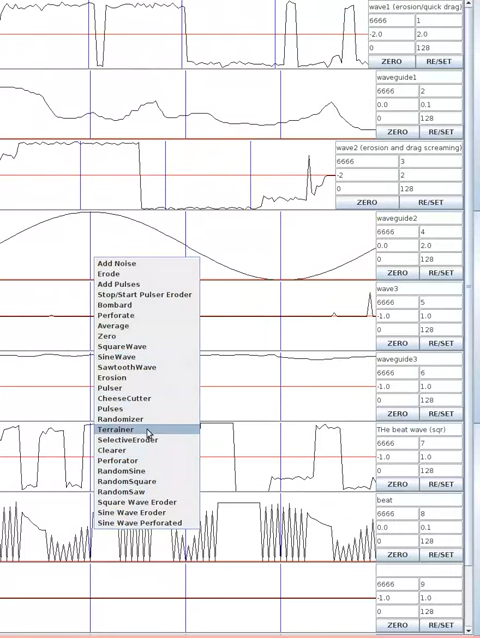 wave1 (erosion/quick drag)
6666 1
-2.0 2.0
0 128
ZERO RE/SET
waveguide1
6666 2
0.0 0.1
0 128
ZERO RE/SET
wave2 (erosion and drag screaming)
6666 3
-2 2
0 128
ZERO RE/SET
waveguide2
6666 4
0.0 2.0
0 128
ZERO RE/SET
wave3
6666 5
-1.0 1.0
0 128
ZERO RE/SET
waveguide3
6666 6
-1.0 1.0
0 128
ZERO RE/SET
THe beat wave (sqr)
6666 7
-1.0 1.0
0 128
ZERO RE/SET
beat
6666 8
0.0 0.1
0 128
ZERO RE/SET
6666 9
-1.0 1.0
0 128
ZERO RE/SET
Add Noise
Erode
Add Pulses
Stop/Start Pulser Eroder
Bombard
Perforate
Average
Zero
SquareWave
SineWave
SawtoothWave
Erosion
Pulser
CheeseCutter
Pulses
Randomizer
Terrainer
SelectiveEroder
Clearer
Perforator
RandomSine
RandomSquare
RandomSaw
Square Wave Eroder
Sine Wave Eroder
Sine Wave Perforated